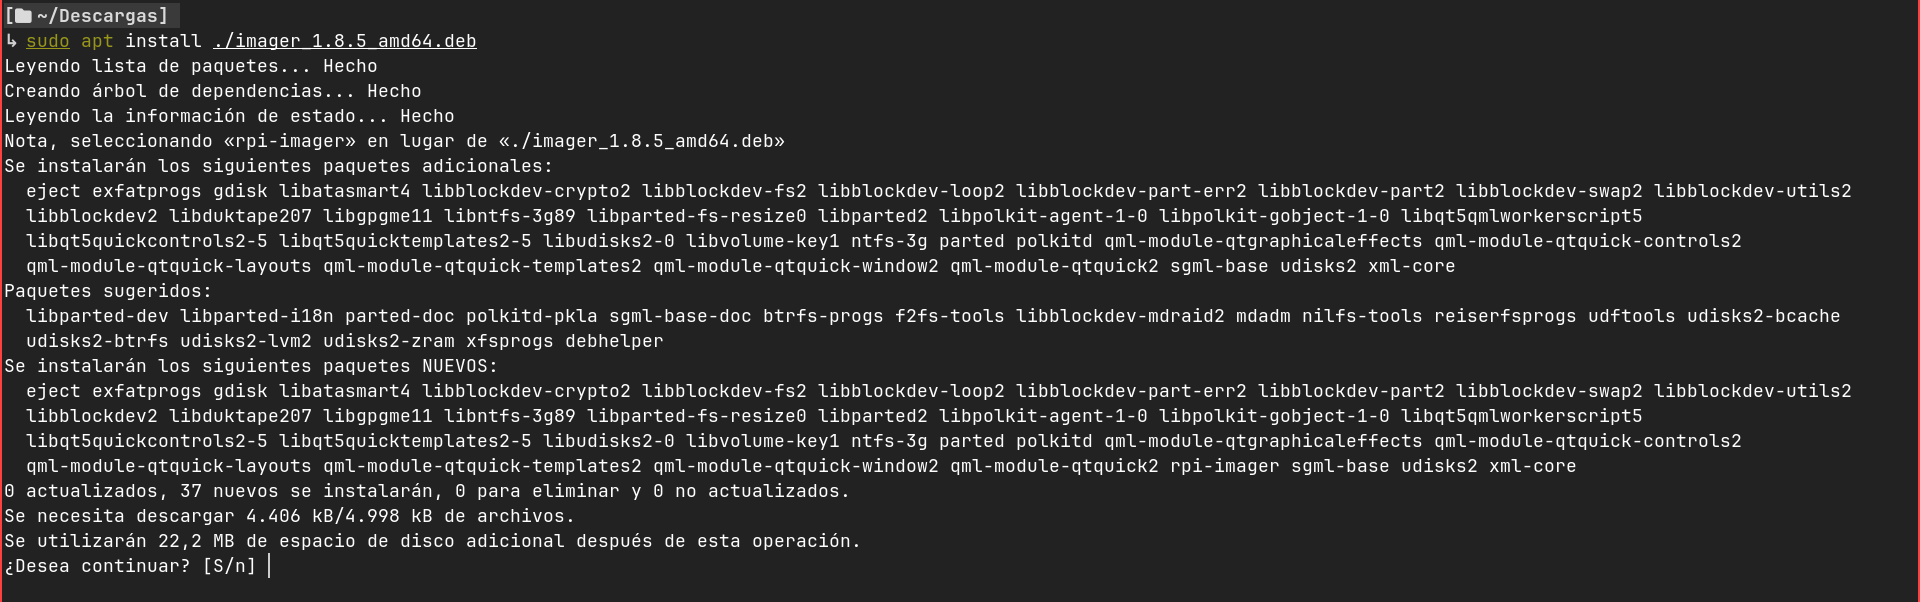 [ ~/Descargas]
↳ sudo apt install ./imager_1.8.5_amd64.deb
Leyendo lista de paquetes... Hecho
Creando árbol de dependencias... Hecho
Leyendo la información de estado... Hecho
Nota, seleccionando «rpi-imager» en lugar de «./imager_1.8.5_amd64.deb»
Se instalarán los siguientes paquetes adicionales:
  eject exfatprogs gdisk libatasmart4 libblockdev-crypto2 libblockdev-fs2 libblockdev-loop2 libblockdev-part-err2 libblockdev-part2 libblockdev-swap2 libblockdev-utils2
  libblockdev2 libduktape207 libgpgme11 libntfs-3g89 libparted-fs-resize0 libparted2 libpolkit-agent-1-0 libpolkit-gobject-1-0 libqt5qmlworkerscript5
  libqt5quickcontrols2-5 libqt5quicktemplates2-5 libudisks2-0 libvolume-key1 ntfs-3g parted polkitd qml-module-qtgraphicaleffects qml-module-qtquick-controls2
  qml-module-qtquick-layouts qml-module-qtquick-templates2 qml-module-qtquick-window2 qml-module-qtquick2 sgml-base udisks2 xml-core
Paquetes sugeridos:
  libparted-dev libparted-i18n parted-doc polkitd-pkla sgml-base-doc btrfs-progs f2fs-tools libblockdev-mdraid2 mdadm nilfs-tools reiserfsprogs udftools udisks2-bcache
  udisks2-btrfs udisks2-lvm2 udisks2-zram xfsprogs debhelper
Se instalarán los siguientes paquetes NUEVOS:
  eject exfatprogs gdisk libatasmart4 libblockdev-crypto2 libblockdev-fs2 libblockdev-loop2 libblockdev-part-err2 libblockdev-part2 libblockdev-swap2 libblockdev-utils2
  libblockdev2 libduktape207 libgpgme11 libntfs-3g89 libparted-fs-resize0 libparted2 libpolkit-agent-1-0 libpolkit-gobject-1-0 libqt5qmlworkerscript5
  libqt5quickcontrols2-5 libqt5quicktemplates2-5 libudisks2-0 libvolume-key1 ntfs-3g parted polkitd qml-module-qtgraphicaleffects qml-module-qtquick-controls2
  qml-module-qtquick-layouts qml-module-qtquick-templates2 qml-module-qtquick-window2 qml-module-qtquick2 rpi-imager sgml-base udisks2 xml-core
0 actualizados, 37 nuevos se instalarán, 0 para eliminar y 0 no actualizados.
Se necesita descargar 4.406 kB/4.998 kB de archivos.
Se utilizarán 22,2 MB de espacio de disco adicional después de esta operación.
¿Desea continuar? [S/n]